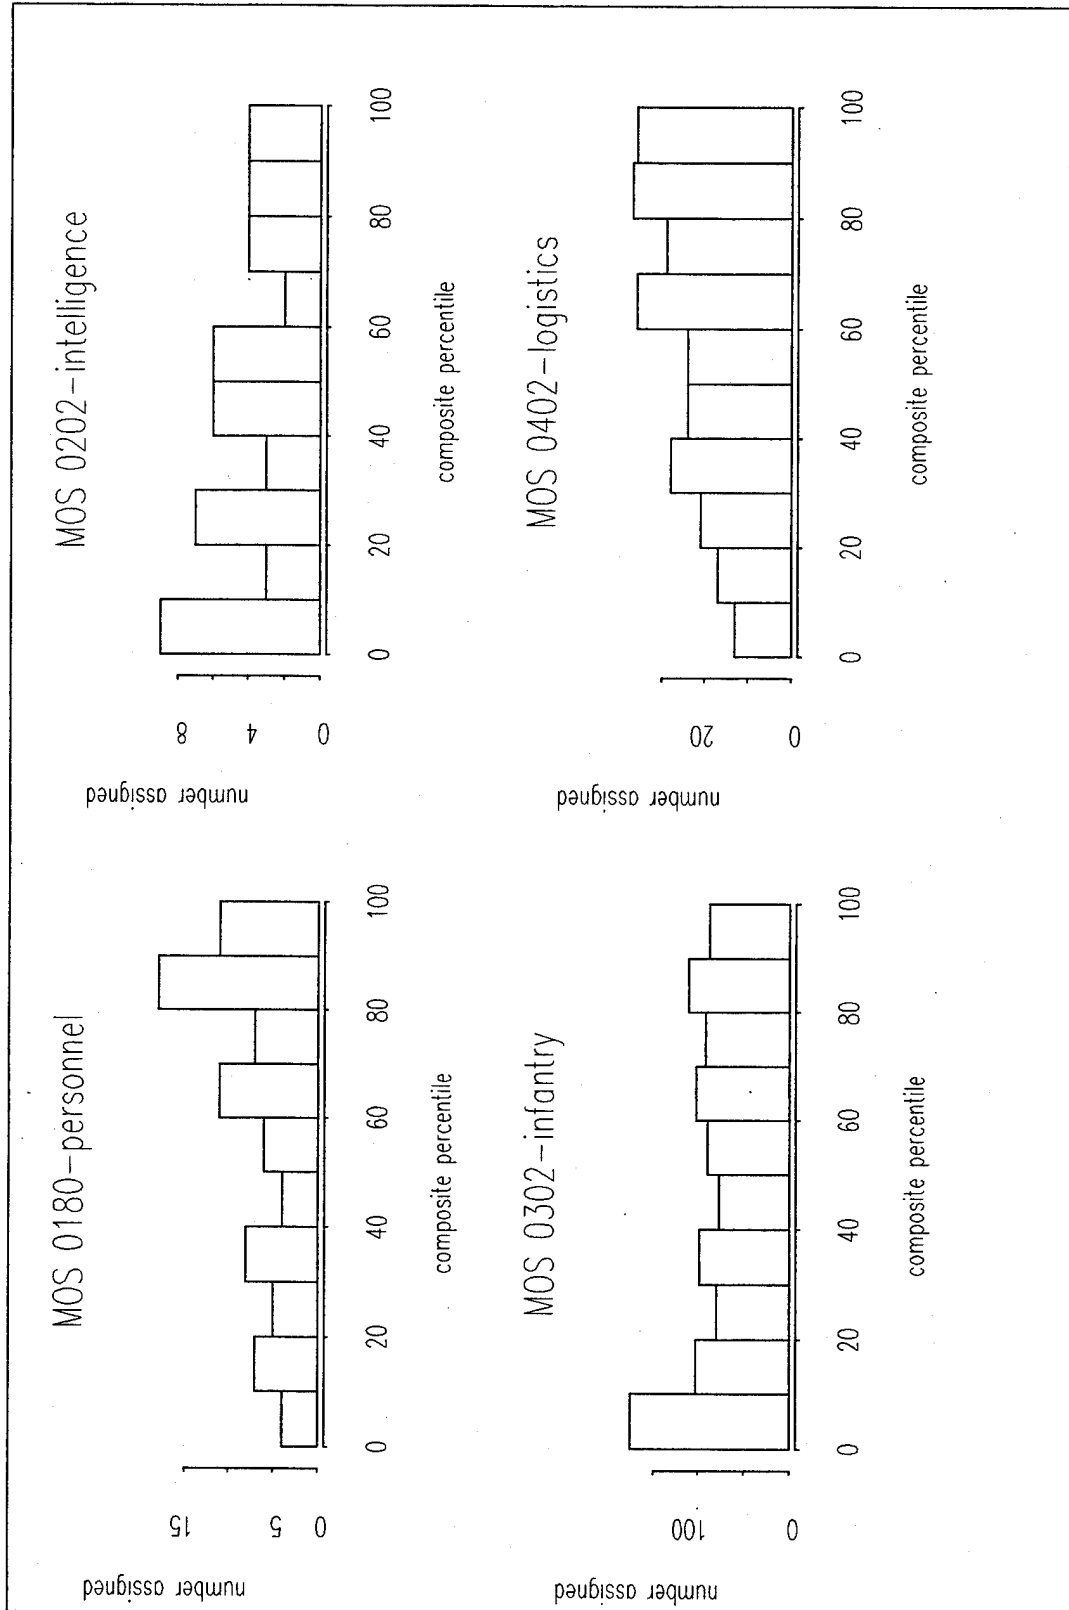 MOS 0180-personnel
number assigned
15
5
0
0 20 40 60 80 100
composite percentile
MOS 0202-intelligence
number assigned
8
4
0
0 20 40 60 80 100
composite percentile
MOS 0302-infantry
number assigned
100
0
0 20 40 60 80 100
composite percentile
MOS 0402-logistics
number assigned
20
0
0 20 40 60 80 100
composite percentile